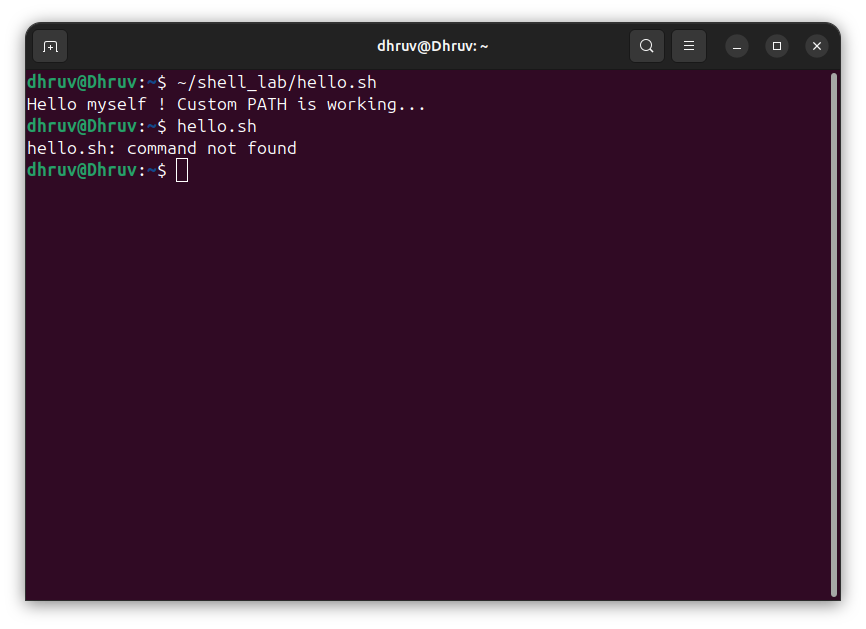 dhruv@Dhruv: ~
dhruv@Dhruv:~$ ~/shell_lab/hello.sh
Hello myself ! Custom PATH is working...
dhruv@Dhruv:~$ hello.sh
hello.sh: command not found
dhruv@Dhruv:~$